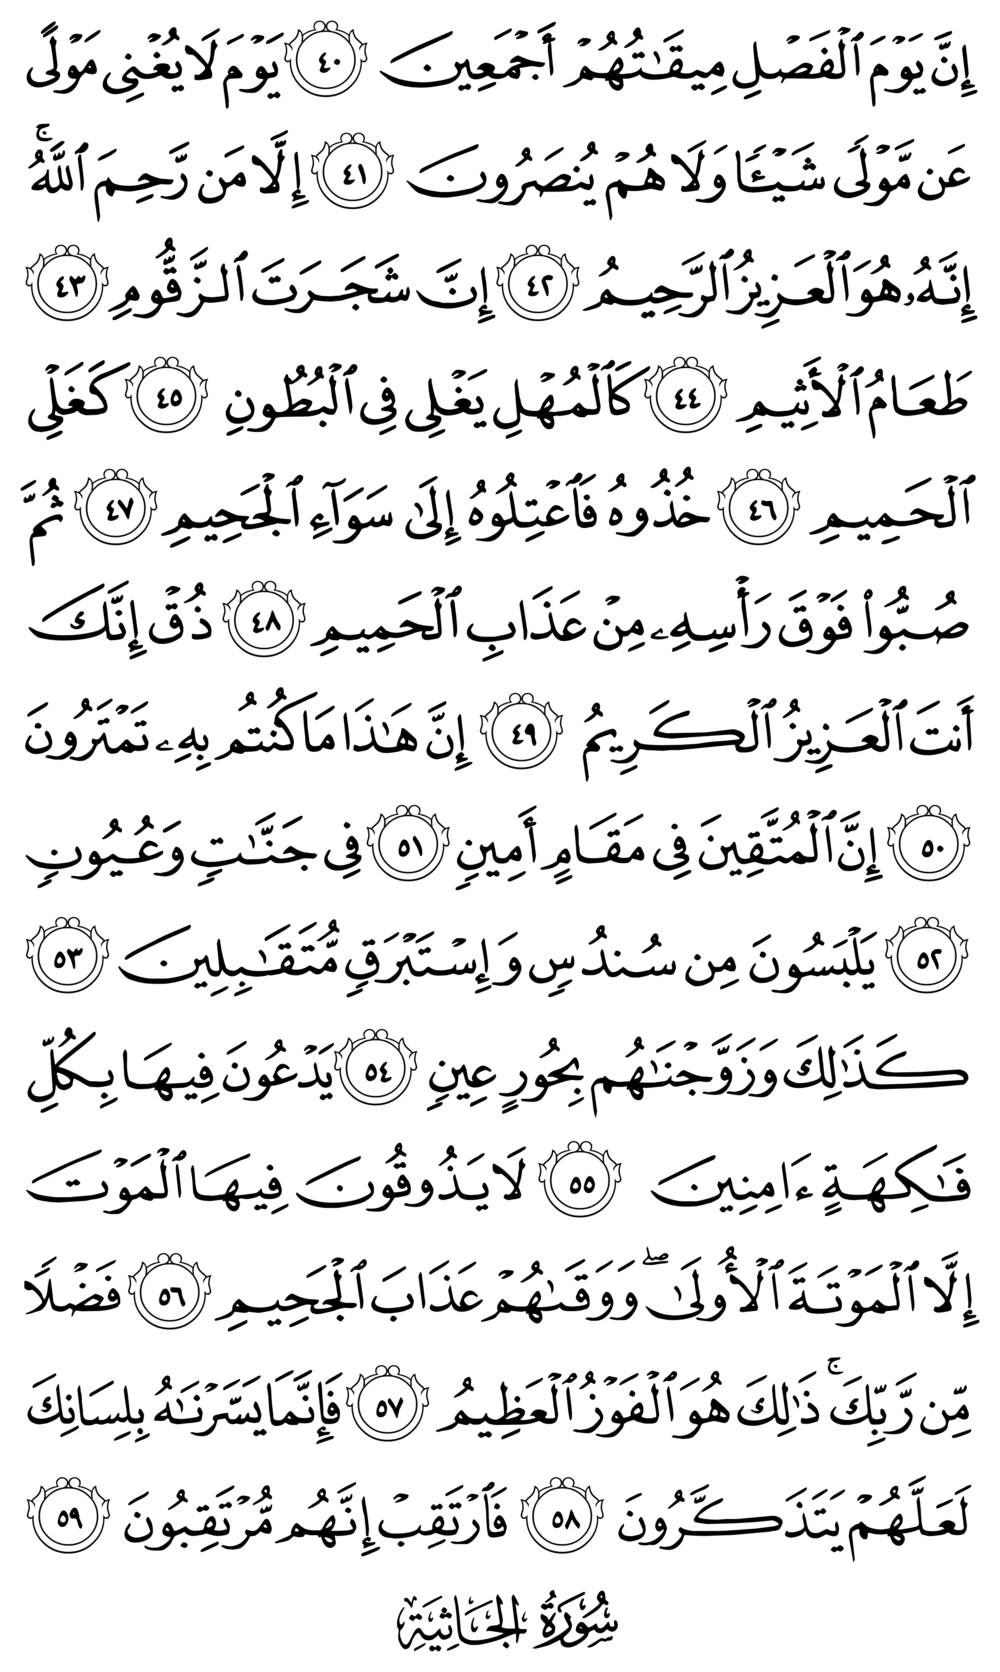 إِنَّ يَوْمَ ٱلْفَصْلِ مِيقَٰتُهُمْ أَجْمَعِينَ ٤٠ يَوْمَ لَا يُغْنِى مَوْلًى
عَن مَّوْلًى شَيْـًٔا وَلَا هُمْ يُنصَرُونَ ٤١ إِلَّا مَن رَّحِمَ ٱللَّهُۚ
إِنَّهُۥ هُوَ ٱلْعَزِيزُ ٱلرَّحِيمُ ٤٢ إِنَّ شَجَرَتَ ٱلزَّقُّومِ ٤٣
طَعَامُ ٱلْأَثِيمِ ٤٤ كَٱلْمُهْلِ يَغْلِى فِى ٱلْبُطُونِ ٤٥ كَغَلْىِ
ٱلْحَمِيمِ ٤٦ خُذُوهُ فَٱعْتِلُوهُ إِلَىٰ سَوَآءِ ٱلْجَحِيمِ ٤٧ ثُمَّ
صُبُّوا۟ فَوْقَ رَأْسِهِۦ مِنْ عَذَابِ ٱلْحَمِيمِ ٤٨ ذُقْ إِنَّكَ
أَنتَ ٱلْعَزِيزُ ٱلْكَرِيمُ ٤٩ إِنَّ هَٰذَا مَا كُنتُم بِهِۦ تَمْتَرُونَ
٥٠ إِنَّ ٱلْمُتَّقِينَ فِى مَقَامٍ أَمِينٍ ٥١ فِى جَنَّٰتٍ وَعُيُونٍ
٥٢ يَلْبَسُونَ مِن سُندُسٍ وَإِسْتَبْرَقٍ مُّتَقَٰبِلِينَ ٥٣
كَذَٰلِكَ وَزَوَّجْنَٰهُم بِحُورٍ عِينٍ ٥٤ يَدْعُونَ فِيهَا بِكُلِّ
فَٰكِهَةٍ ءَامِنِينَ ٥٥ لَا يَذُوقُونَ فِيهَا ٱلْمَوْتَ
إِلَّا ٱلْمَوْتَةَ ٱلْأُولَىٰۖ وَوَقَىٰهُمْ عَذَابَ ٱلْجَحِيمِ ٥٦ فَضْلًا
مِّن رَّبِّكَۚ ذَٰلِكَ هُوَ ٱلْفَوْزُ ٱلْعَظِيمُ ٥٧ فَإِنَّمَا يَسَّرْنَٰهُ بِلِسَانِكَ
لَعَلَّهُمْ يَتَذَكَّرُونَ ٥٨ فَٱرْتَقِبْ إِنَّهُم مُّرْتَقِبُونَ ٥٩
سُورَةُ الجَاثِيَةِ